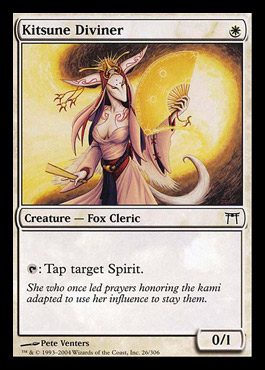 Kitsune Diviner
Creature — Fox Cleric
: Tap target Spirit.
She who once led prayers honoring the kami
adapted to use her influence to stay them.
Pete Venters
™ & © 1993–2004 Wizards of the Coast, Inc. 26/306
0/1